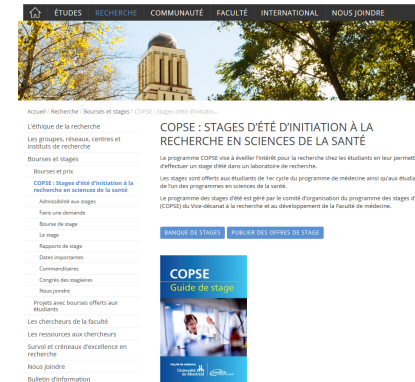 ÉTUDES RECHERCHE COMMUNAUTÉ FACULTÉ INTERNATIONAL NOUS JOINDRE
Accueil / Recherche / Bourses et stages / COPSE : Stages d'été d'initiatio...
L'éthique de la recherche
Les groupes, réseaux, centres et
instituts de recherche
Bourses et stages
Bourses et prix
COPSE : Stages d'été d'initiation à la
recherche en sciences de la santé
Admissibilité aux stages
Faire une demande
Bourse de stage
Le stage
Rapports de stage
Dates importantes
Commanditaires
Congrès des stagiaires
Nous joindre
Projets avec bourses offerts aux
étudiants
Les chercheurs de la faculté
Les ressources aux chercheurs
Survol et créneaux d'excellence en
recherche
Nous joindre
Bulletin d'information
COPSE : STAGES D'ÉTÉ D'INITIATION À LA
RECHERCHE EN SCIENCES DE LA SANTÉ
Le programme COPSE vise à éveiller l'intérêt pour la recherche chez les étudiants en leur permett
d'effectuer un stage d'été dans un laboratoire de recherche.
Les stages sont offerts aux étudiants de 1er cycle du programme de médecine ainsi qu'aux étudia
de l'un des programmes en sciences de la santé.
Le programme des stages d'été est géré par le comité d'organisation du programme des stages d'
(COPSE) du Vice-décanat à la recherche et au développement de la Faculté de médecine.
BANQUE DE STAGES PUBLIER DES OFFRES DE STAGE
COPSE
Guide de stage
Faculté de médecine
Université
de Montréal